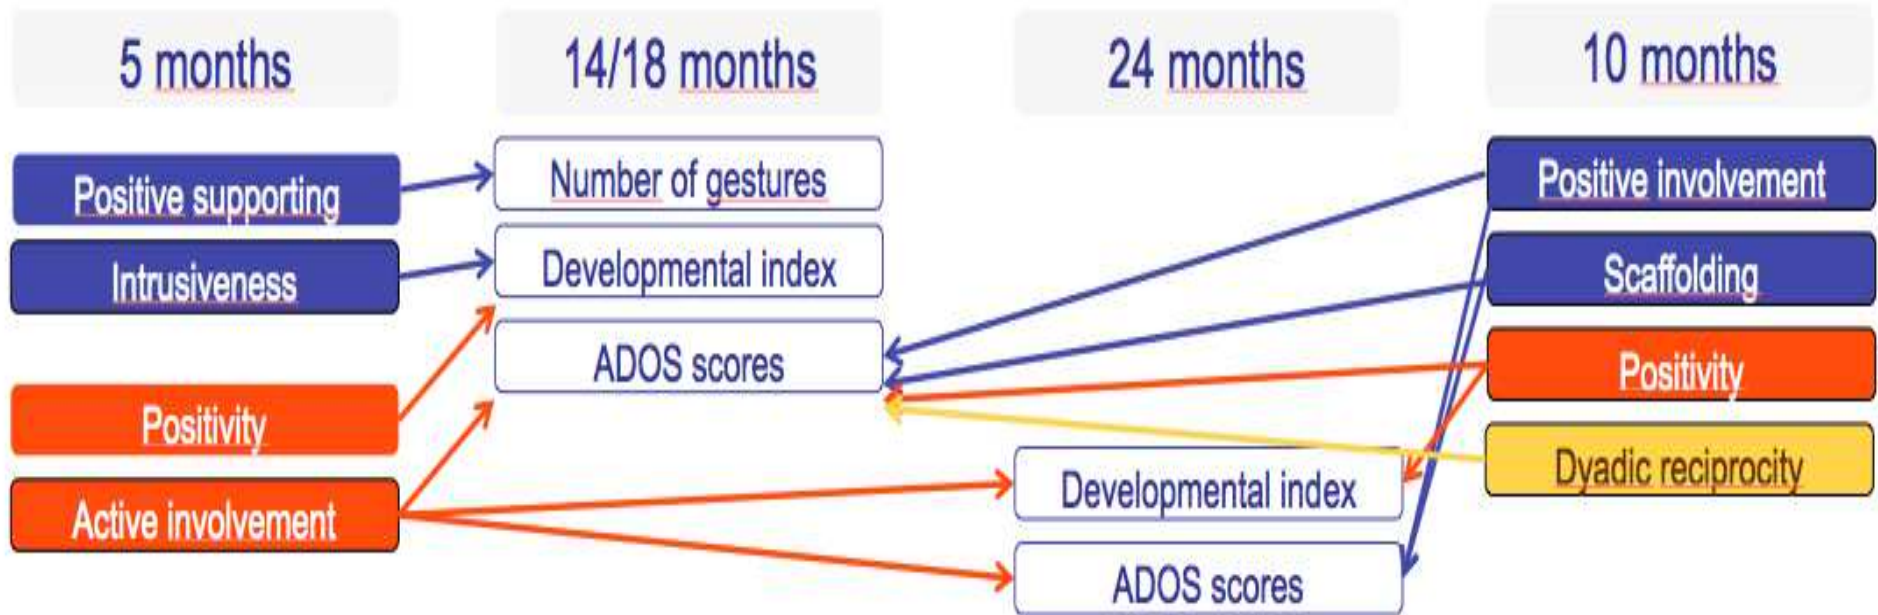 5 months
14/18 months
24 months
10 months
Positive supporting
Intrusiveness
Positivity
Active involvement
Number of gestures
Developmental index
ADOS scores
Developmental index
ADOS scores
Positive involvement
Scaffolding
Positivity
Dyadic reciprocity